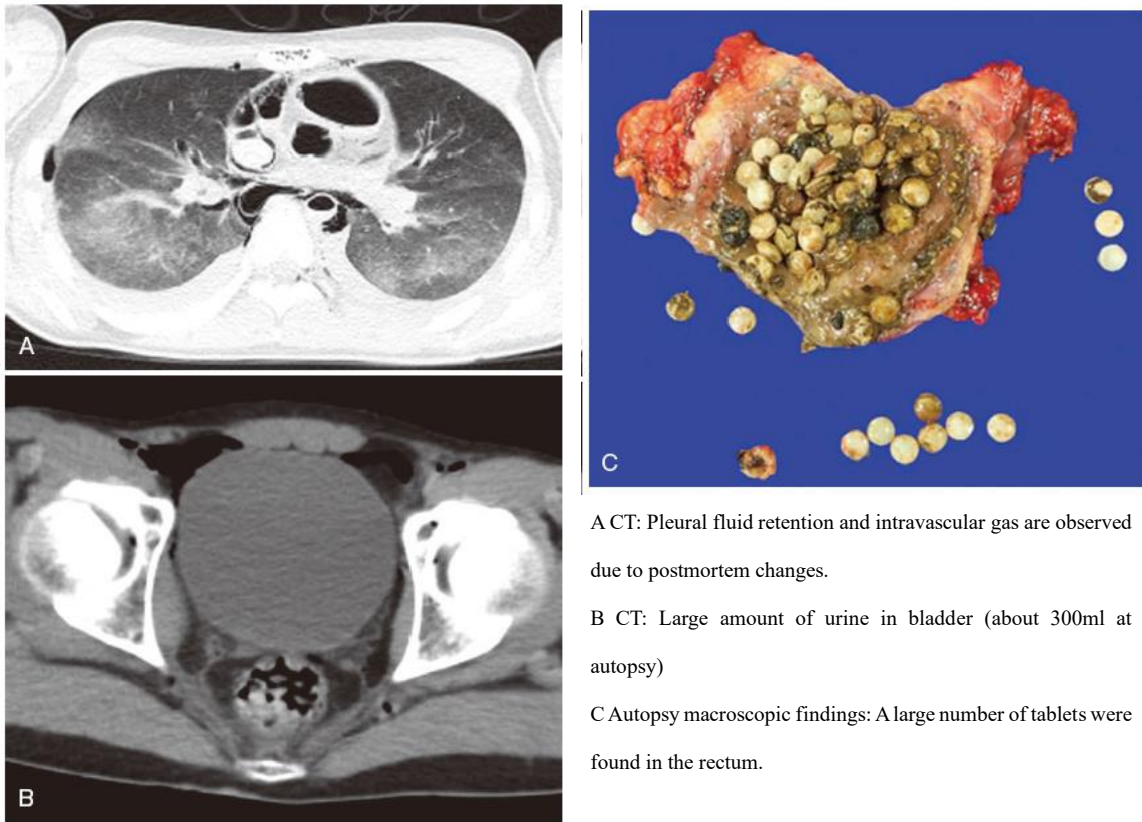 A
B
C
A CT: Pleural fluid retention and intravascular gas are observed
due to postmortem changes.
B CT: Large amount of urine in bladder (about 300ml at
autopsy)
C Autopsy macroscopic findings: A large number of tablets were
found in the rectum.